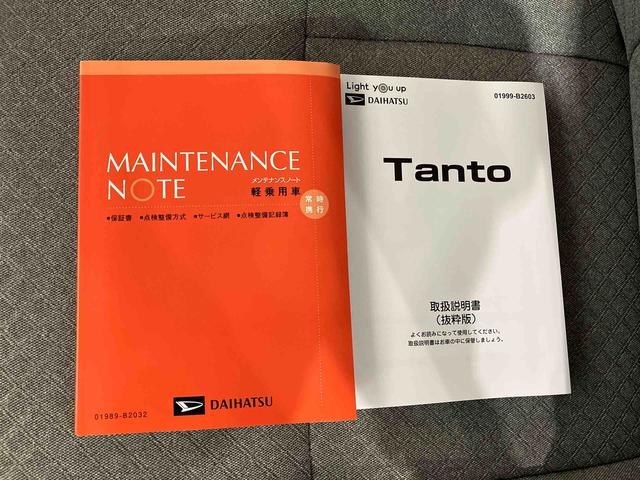 MAINTENANCE
NOTE
メンテナンスノート
軽乗用車
常時
携行
●保証書 ●点検整備方式 ●サービス網 ●点検整備記録簿
DAIHATSU
01989-B2032
Light you up
DAIHATSU
01999-B2603
Tanto
取扱説明書
（抜粋版）
よくお読みになって使用してください。
取扱説明書はお車の中に保管しましょう。